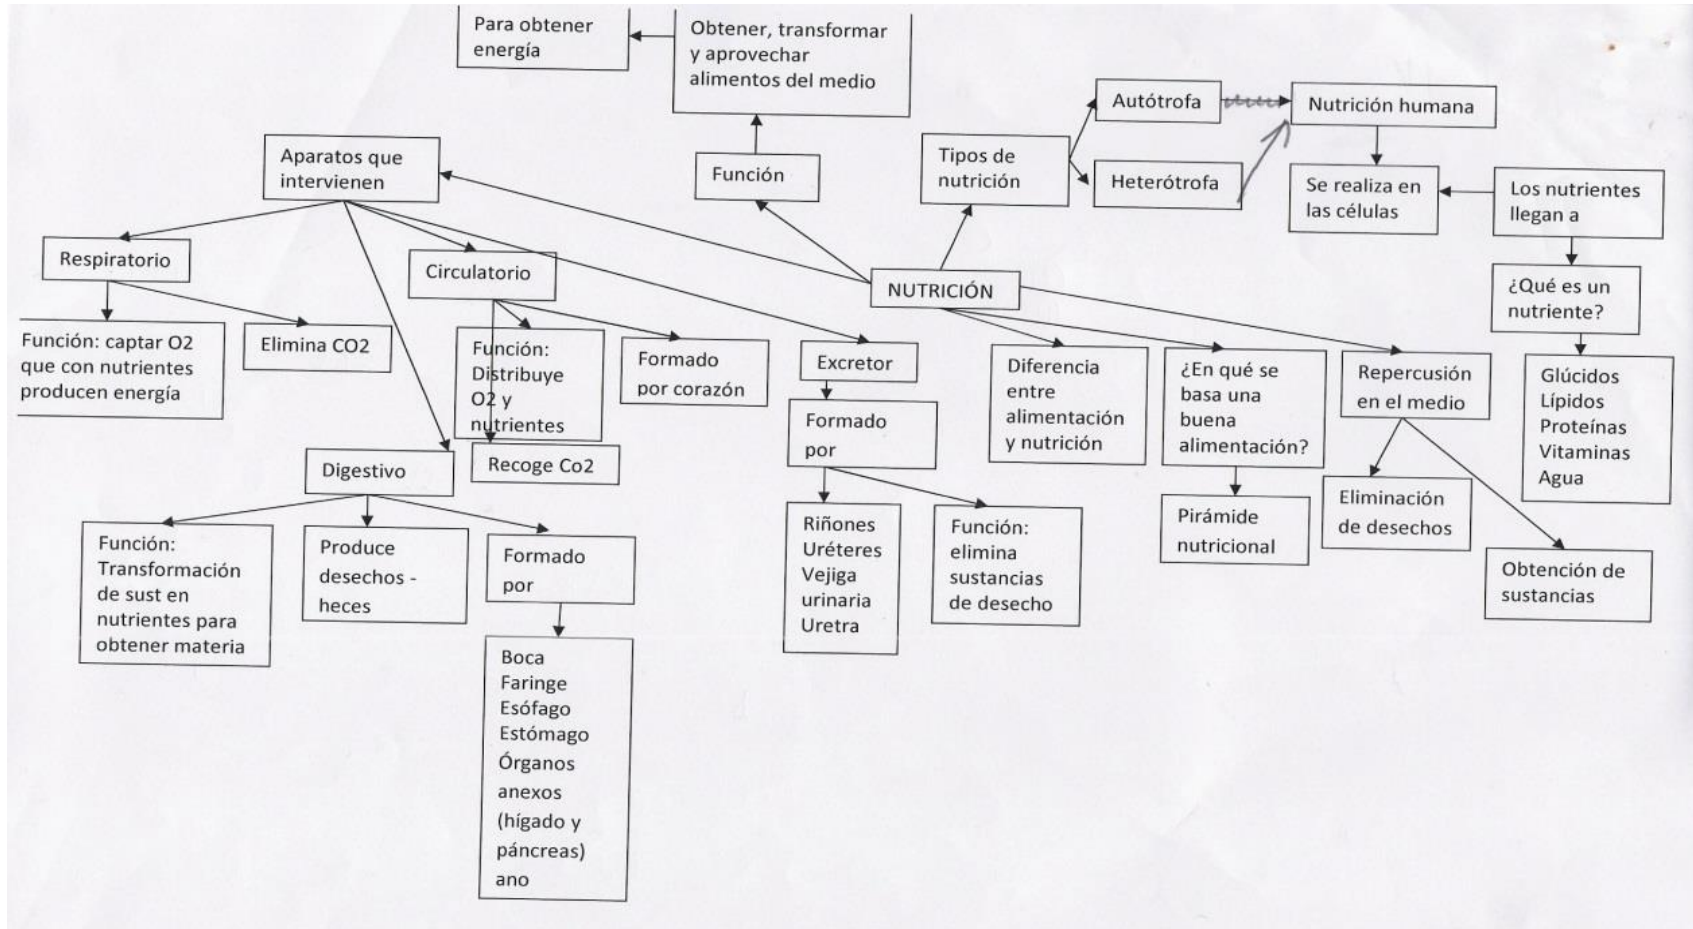 Para obtener
energía
Obtener, transformar
y aprovechar
alimentos del medio
Autótrofa
Nutrición humana
Aparatos que
intervienen
Función
Tipos de
nutrición
Heterótrofa
Se realiza en
las células
Los nutrientes
llegan a
Respiratorio
Circulatorio
NUTRICIÓN
¿Qué es un
nutriente?
Función: captar O2
que con nutrientes
producen energía
Elimina CO2
Función:
Distribuye
O2 y
nutrientes
Formado
por corazón
Excretor
Diferencia
entre
alimentación
y nutrición
¿En qué se
basa una
buena
alimentación?
Repercusión
en el medio
Glúcidos
Lípidos
Proteínas
Vitaminas
Agua
Formado
por
Digestivo
Recoge Co2
Riñones
Uréteres
Vejiga
urinaria
Uretra
Función:
elimina
sustancias
de desecho
Pirámide
nutricional
Eliminación
de desechos
Obtención de
sustancias
Función:
Transformación
de sust en
nutrientes para
obtener materia
Produce
desechos -
heces
Formado
por
Boca
Faringe
Esófago
Estómago
Órganos
anexos
(hígado y
páncreas)
ano